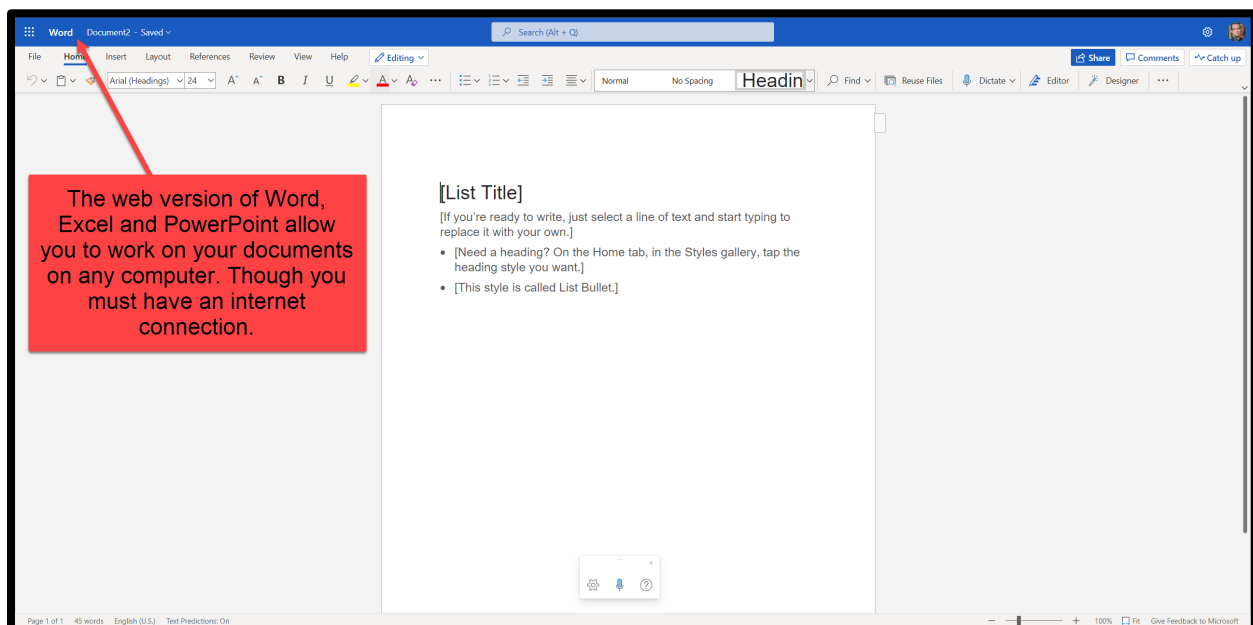 Word Document2 - Saved Search (Alt + Q)
File Home Insert Layout References Review View Help Editing Share Comments Catch up
Arial (Headings) 24 A A B I U A Normal No Spacing Headin Find Reuse Files Dictate Editor Designer
The web version of Word,
Excel and PowerPoint allow
you to work on your documents
on any computer. Though you
must have an internet
connection.
[List Title]
[If you're ready to write, just select a line of text and start typing to
replace it with your own.]
• [Need a heading? On the Home tab, in the Styles gallery, tap the
heading style you want.]
• [This style is called List Bullet.]
Page 1 of 1 45 words English (U.S.) Text Predictions: On 100% Fit Give Feedback to Microsoft